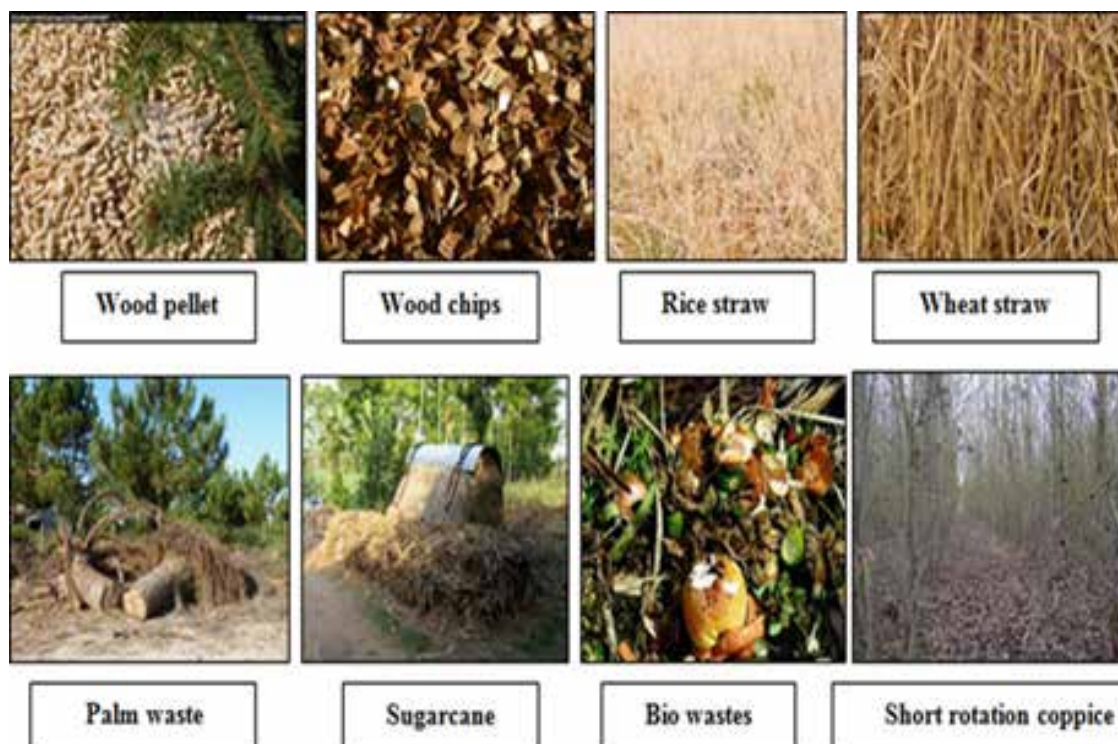 Wood pellet
Wood chips
Rice straw
Wheat straw
Palm waste
Sugarcane
Bio wastes
Short rotation coppice